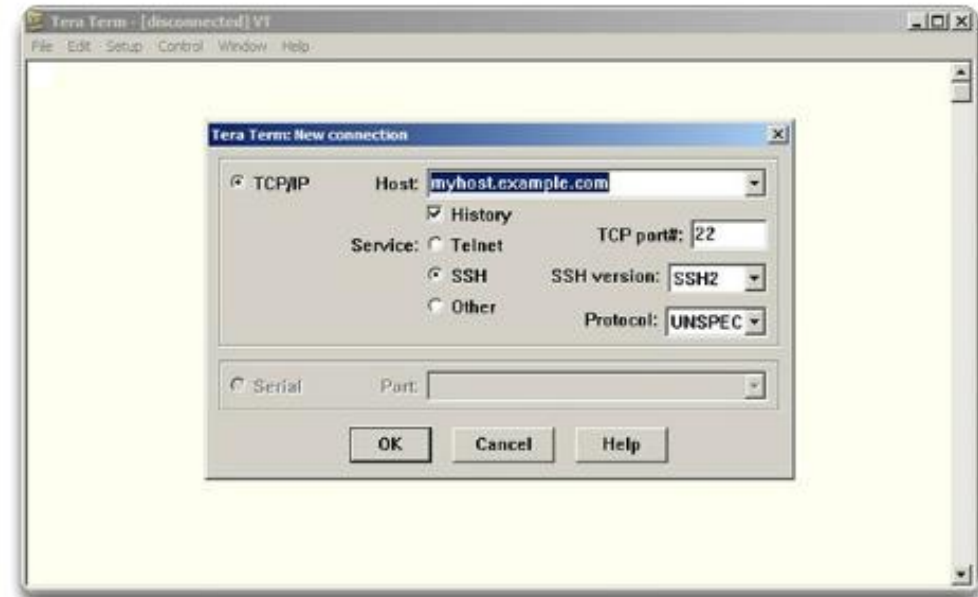 Tera Term - [disconnected] VT
File Edit Setup Control Window Help
Tera Term: New connection
TCP/IP Host: myhost.example.com
History
Service: Telnet TCP port#: 22
SSH SSH version: SSH2
Other Protocol: UNSPEC
Serial Port:
OK Cancel Help